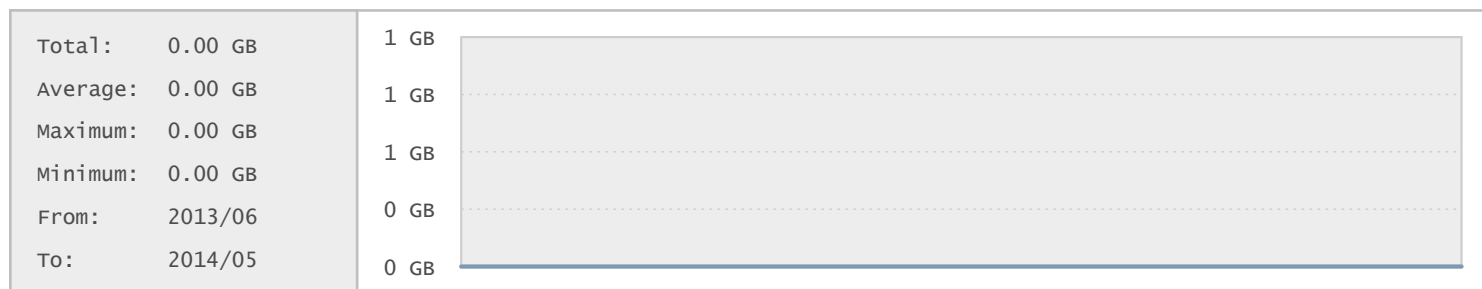 Total: 0.00 GB
Average: 0.00 GB
Maximum: 0.00 GB
Minimum: 0.00 GB
From: 2013/06
To: 2014/05
1 GB
1 GB
1 GB
0 GB
0 GB